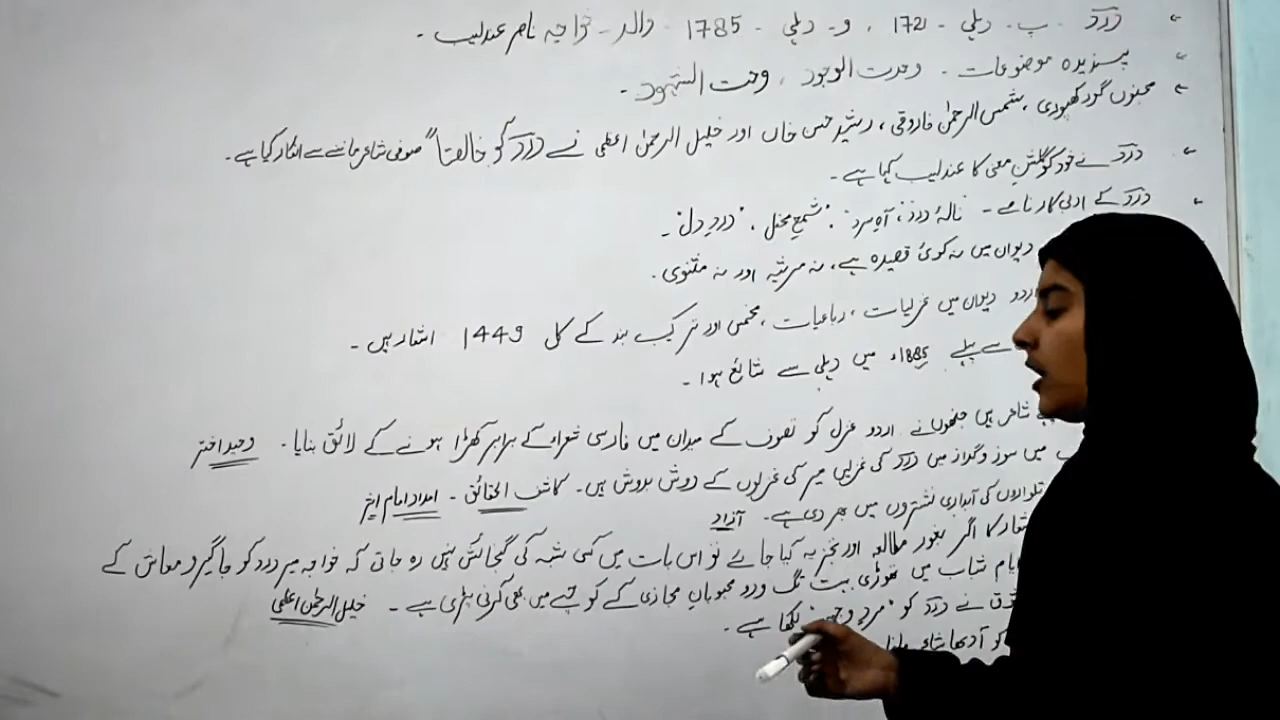 درد - پ - دہلی - 1721 ، و - دہلی - 1785 - والد - خواجہ ناصر عندلیب -
پسندیدہ موضوعات - وحدت الوجود ، وحدت الشہود -
مجنوں گورکھپوری ، شمس الرحمٰن فاروقی ، رشید حسن خاں اور خلیل الرحمٰن اعظمی نے درد کو خالصتاً صوفی شاعر ماننے سے انکار کیا ہے -
درد نے خود کو گلشنِ معنی کا عندلیب کہا ہے -
درد کے ادبی کارنامے - نالۂ درد ، آہِ سرد ، شمعِ محفل ، دردِ دل -
دیوان میں نہ کوئی قصیدہ ہے ، نہ مرثیہ اور نہ مثنوی -
اردو دیوان میں غزلیات ، رباعیات ، مخمس اور ترکیب بند کے کل 1449 اشعار ہیں -
سے پہلے 1885ء میں دہلی سے شائع ہوا -
شاعر ہیں جنھوں نے اردو غزل کو تصوف کے میدان میں فارسی شعراء کے برابر کھڑا ہونے کے لائق بنایا - وحید اختر
میں سوز و گداز میں درد کی غزلیں میر کی غزلوں کے دوش بدوش ہیں - کاشف الحقائق - امداد امام اثر
تلواروں کی آبداری نشتروں میں بھر دی ہے - آزاد
کا اگر بغور مطالعہ اور تجزیہ کیا جائے تو اس بات میں کسی شبہ کی گنجائش نہیں رہ جاتی کہ خواجہ میر درد کو جاگیر و معاش کے
شباب میں تھوڑی بہت تگ و دو محبوبانِ مجازی کے کوچے میں بھی کرنی پڑی ہے - خلیل الرحمٰن اعظمی
نے درد کو لکھا ہے -
کو آدھا شاعر مانا